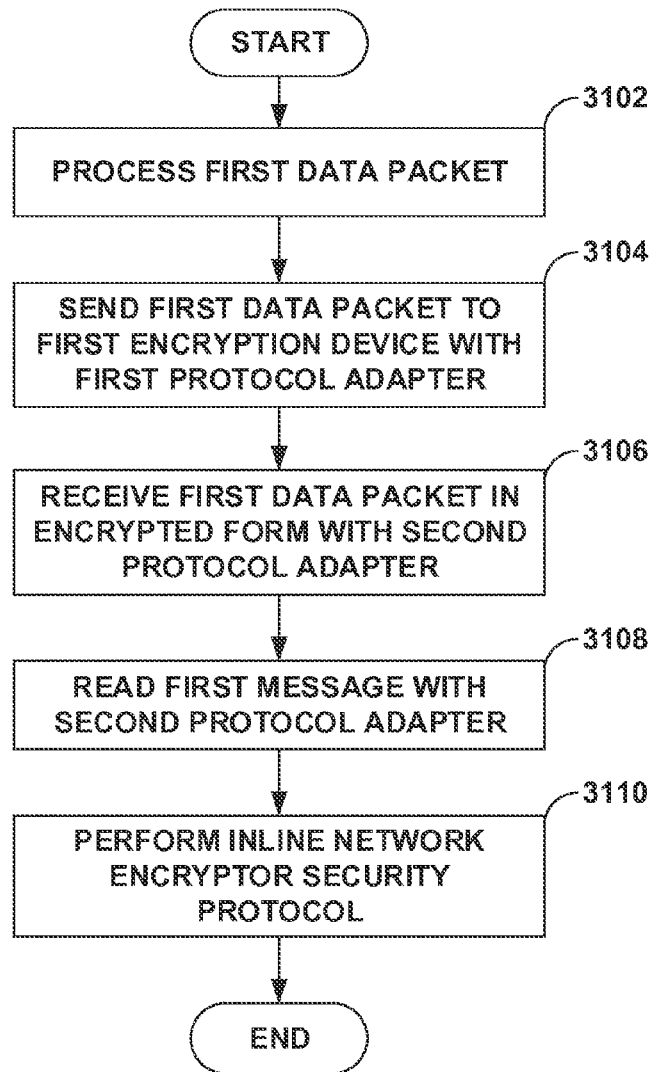 START
3102
PROCESS FIRST DATA PACKET
3104
SEND FIRST DATA PACKET TO
FIRST ENCRYPTION DEVICE WITH
FIRST PROTOCOL ADAPTER
3106
RECEIVE FIRST DATA PACKET IN
ENCRYPTED FORM WITH SECOND
PROTOCOL ADAPTER
3108
READ FIRST MESSAGE WITH
SECOND PROTOCOL ADAPTER
3110
PERFORM INLINE NETWORK
ENCRYPTOR SECURITY
PROTOCOL
END